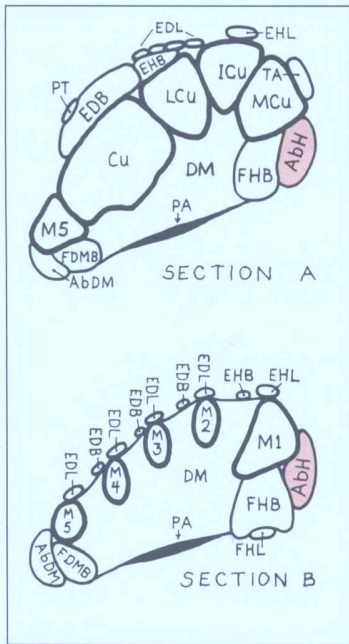 EDL
EHL
EHB
ICu
TA
PT
EDB
LCu
MCu
Cu
DM
AbH
FHB
PA
M5
FDMB
AbDM
SECTION A
EDL
EDB
EHB
EHL
EDL
EDB
M2
EDL
M3
M1
EDB
M4
DM
AbH
EDL
FHB
M5
PA
AbDM
FDMB
FHL
SECTION B